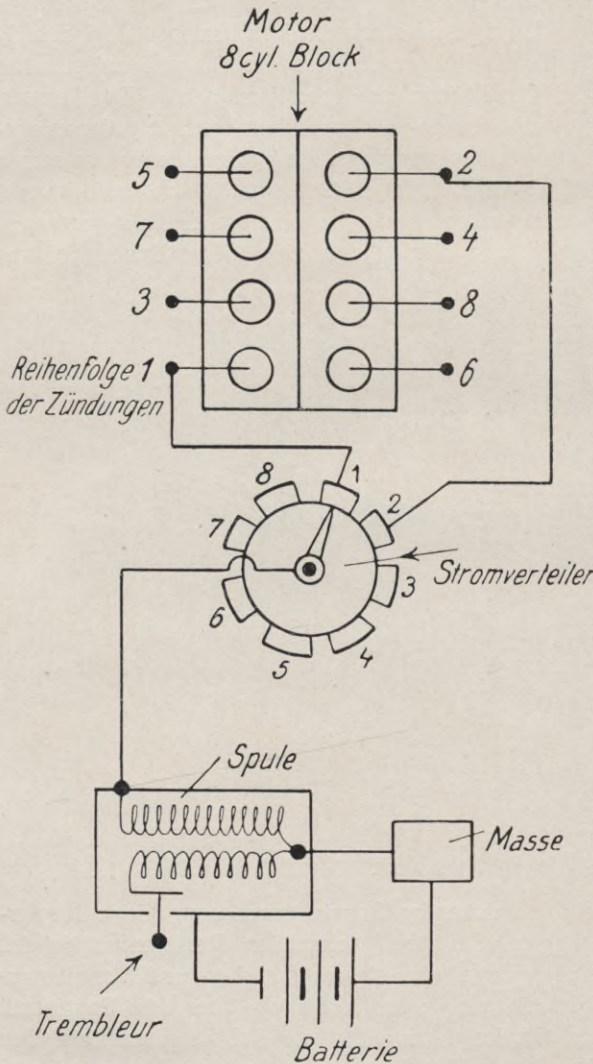 Motor
8cyl. Block
5
2
7
4
3
8
Reihenfolge 1
der Zündungen
6
1
2
3
4
5
6
7
8
Stromverteiler
Spule
Masse
Trembleur
Batterie